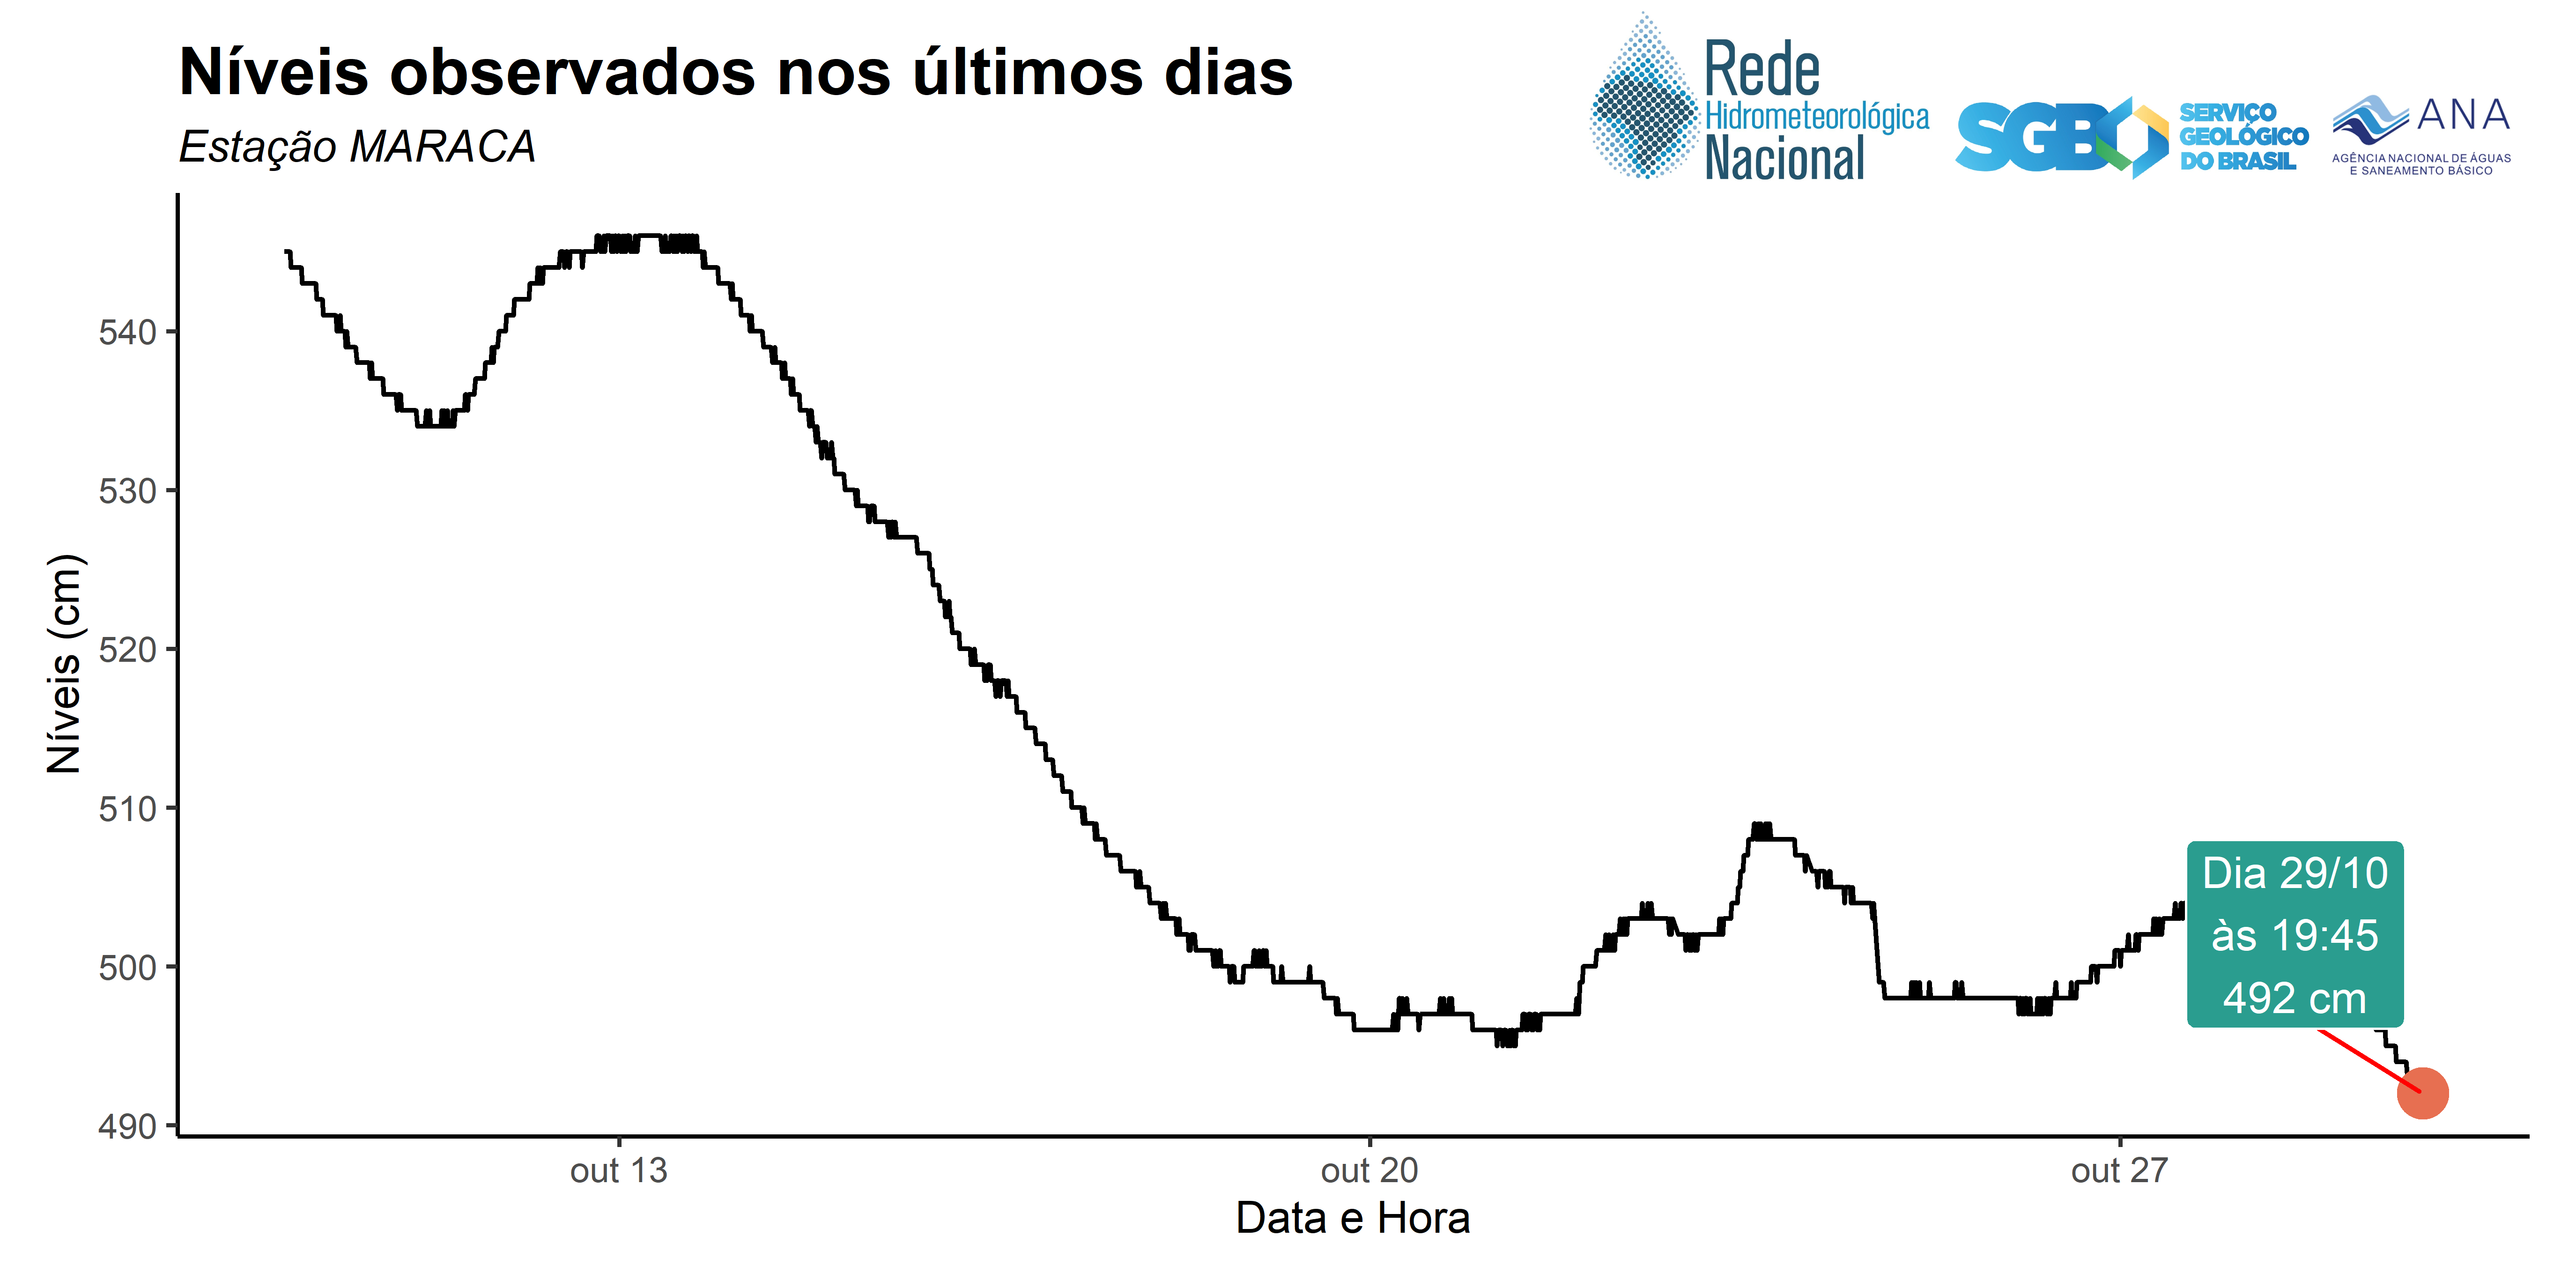 Níveis observados nos últimos dias
Estação MARACA
Rede
Hidrometeorológica
Nacional
SGB
SERVIÇO
GEOLÓGICO
DO BRASIL
ANA
AGÊNCIA NACIONAL DE ÁGUAS
E SANEAMENTO BÁSICO
Níveis (cm)
540
530
520
510
500
490
Dia 29/10
às 19:45
492 cm
out 13
out 20
out 27
Data e Hora